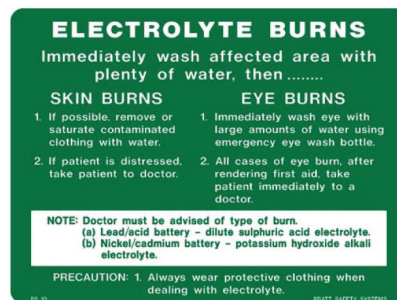 ELECTROLYTE BURNS
Immediately wash affected area with
plenty of water, then ........
SKIN BURNS
1. If possible, remove or
saturate contaminated
clothing with water.
2. If patient is distressed,
take patient to doctor.
EYE BURNS
1. Immediately wash eye with
large amounts of water using
emergency eye wash bottle.
2. All cases of eye burn, after
rendering first aid, take
patient immediately to a
doctor.
NOTE: Doctor must be advised of type of burn.
(a) Lead/acid battery – dilute sulphuric acid electrolyte.
(b) Nickel/cadmium battery – potassium hydroxide alkali
electrolyte.
PRECAUTION: 1. Always wear protective clothing when
dealing with electrolyte.
PRATT SAFETY SYSTEMS